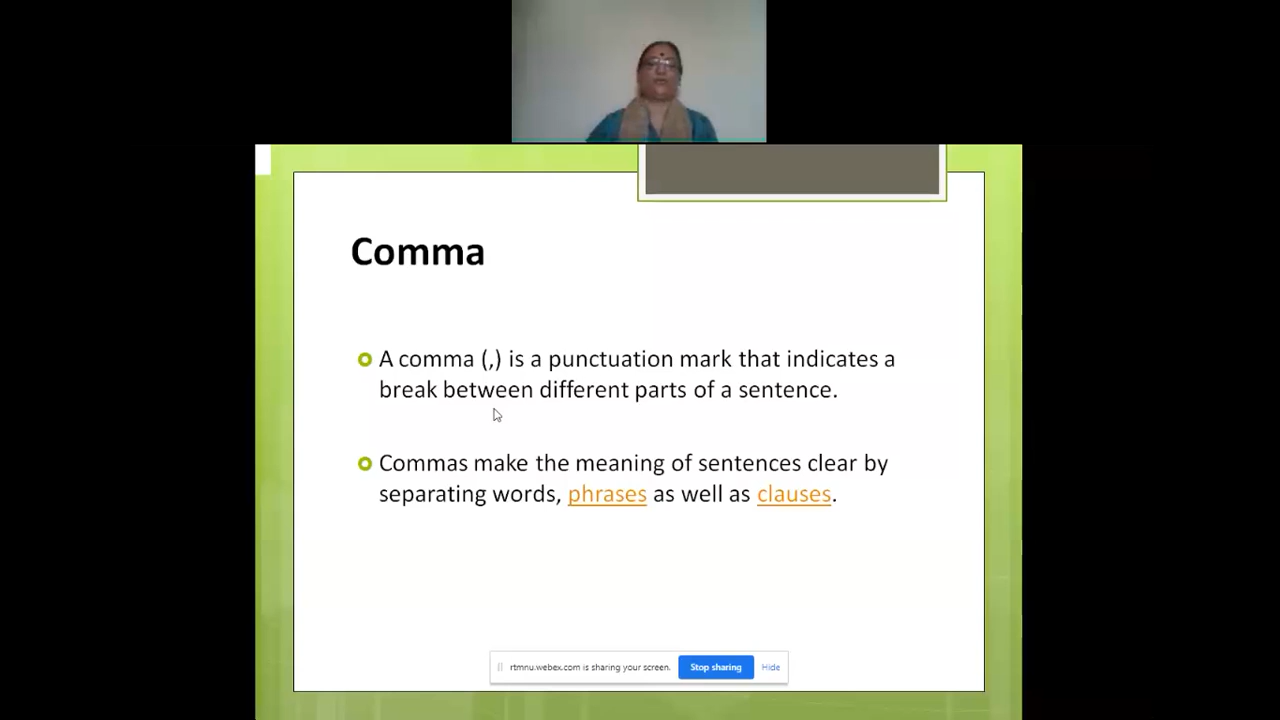 Comma
A comma (,) is a punctuation mark that indicates a
break between different parts of a sentence.
Commas make the meaning of sentences clear by
separating words, phrases as well as clauses.
rtmnu.webex.com is sharing your screen. Stop sharing Hide